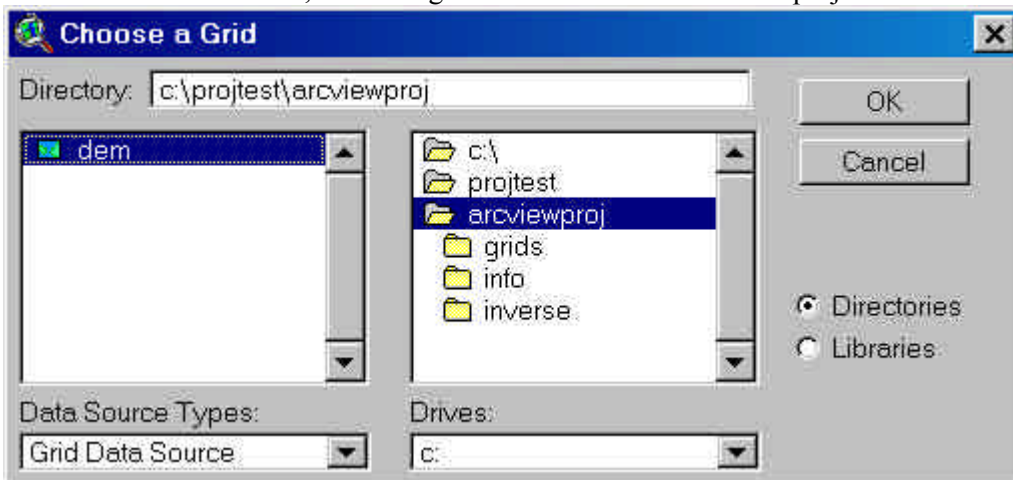 Choose a Grid
Directory: c:\projtest\arcviewproj
OK
Cancel
dem
c:\
projtest
arcviewproj
grids
info
inverse
Directories
Libraries
Data Source Types:
Grid Data Source
Drives:
c: